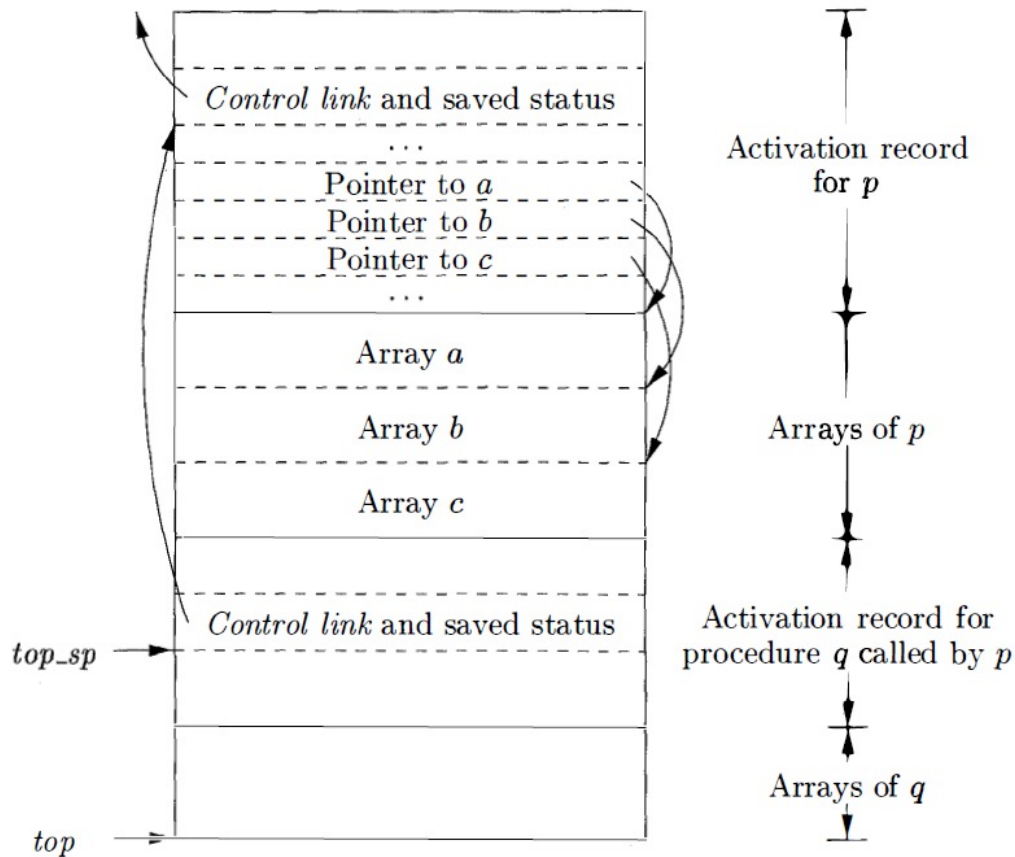 Control link and saved status
...
Pointer to a
Pointer to b
Pointer to c
...
Array a
Array b
Array c
Control link and saved status
top_sp
top
Activation record
for p
Arrays of p
Activation record for
procedure q called by p
Arrays of q